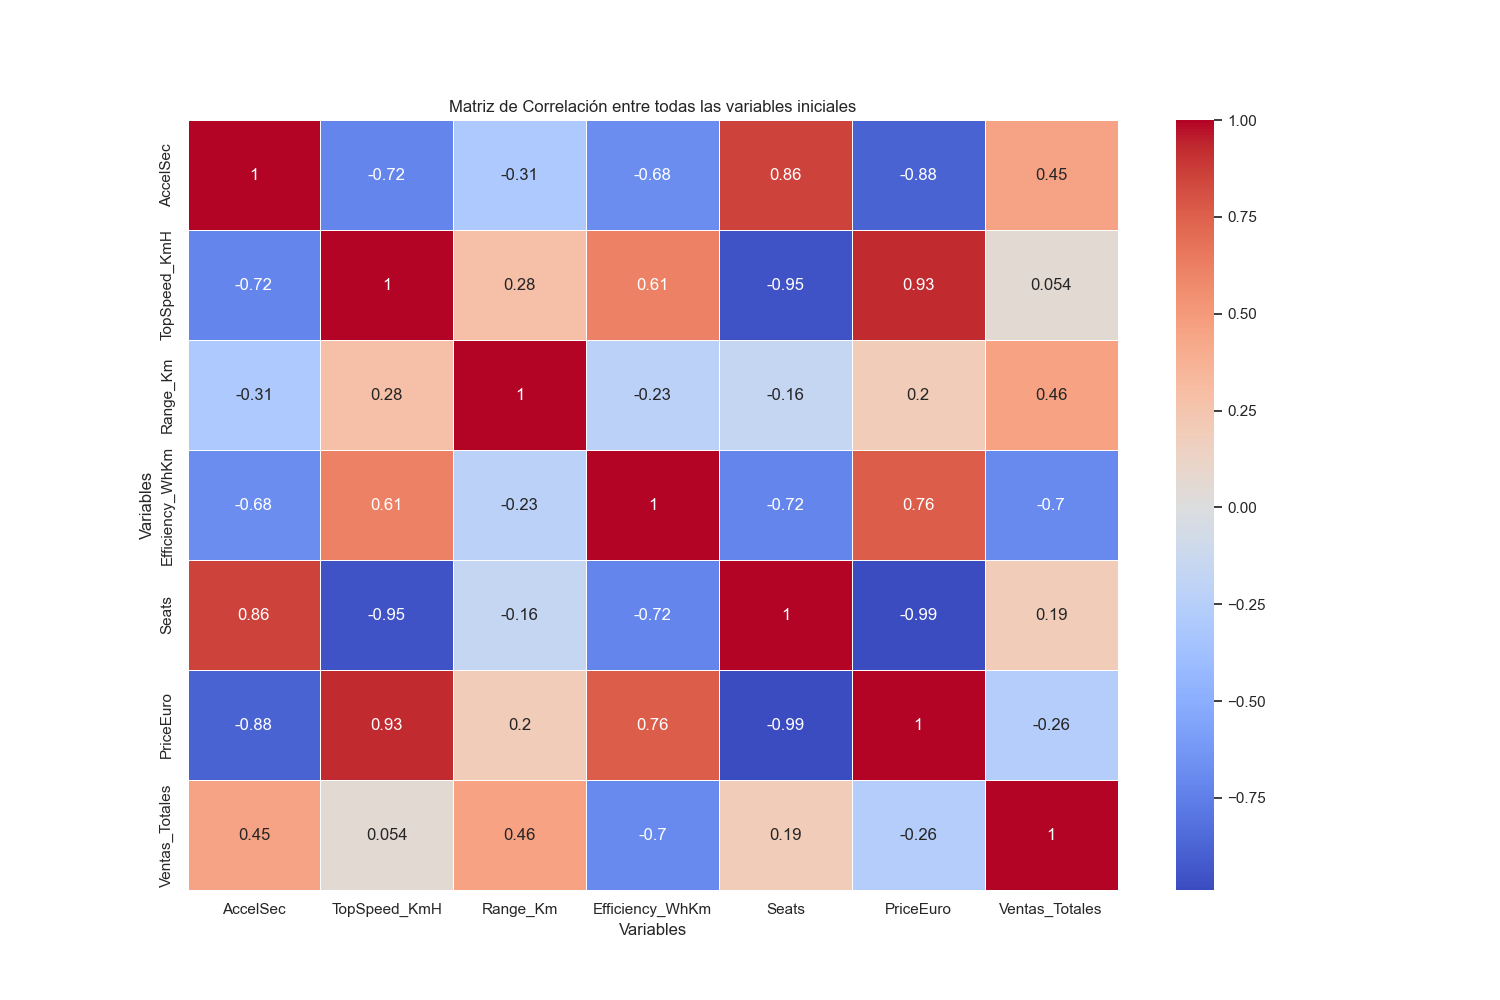 Matriz de Correlación entre todas las variables iniciales
AccelSec 1 -0.72 -0.31 -0.68 0.86 -0.88 0.45
TopSpeed_KmH -0.72 1 0.28 0.61 -0.95 0.93 0.054
Range_Km -0.31 0.28 1 -0.23 -0.16 0.2 0.46
Variables
Efficiency_WhKm -0.68 0.61 -0.23 1 -0.72 0.76 -0.7
Seats 0.86 -0.95 -0.16 -0.72 1 -0.99 0.19
PriceEuro -0.88 0.93 0.2 0.76 -0.99 1 -0.26
Ventas_Totales 0.45 0.054 0.46 -0.7 0.19 -0.26 1
AccelSec TopSpeed_KmH Range_Km Efficiency_WhKm Seats PriceEuro Ventas_Totales
Variables
1.00
0.75
0.50
0.25
0.00
−0.25
−0.50
−0.75